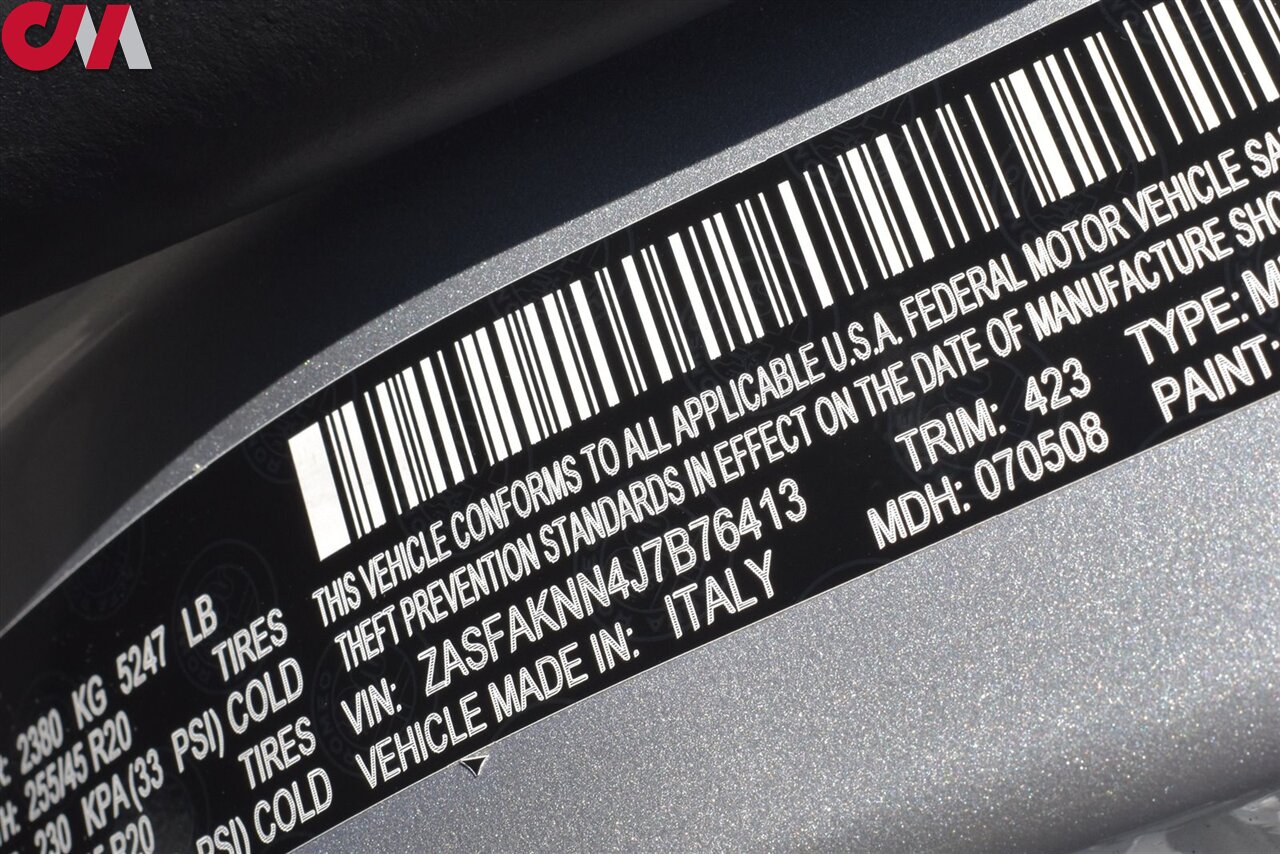 CM
2380 KG 5247 LB
255/45 R20 TIRES
230 KPA (33 PSI) COLD
R20 TIRES
PSI) COLD
THIS VEHICLE CONFORMS TO ALL APPLICABLE U.S.A. FEDERAL MOTOR VEHICLE
THEFT PREVENTION STANDARDS IN EFFECT ON THE DATE OF MANUFACTURE
VIN: ZASFAKNN4J7B76413 TRIM: 423 TYPE:
VEHICLE MADE IN: ITALY MDH: 070508 PAINT: